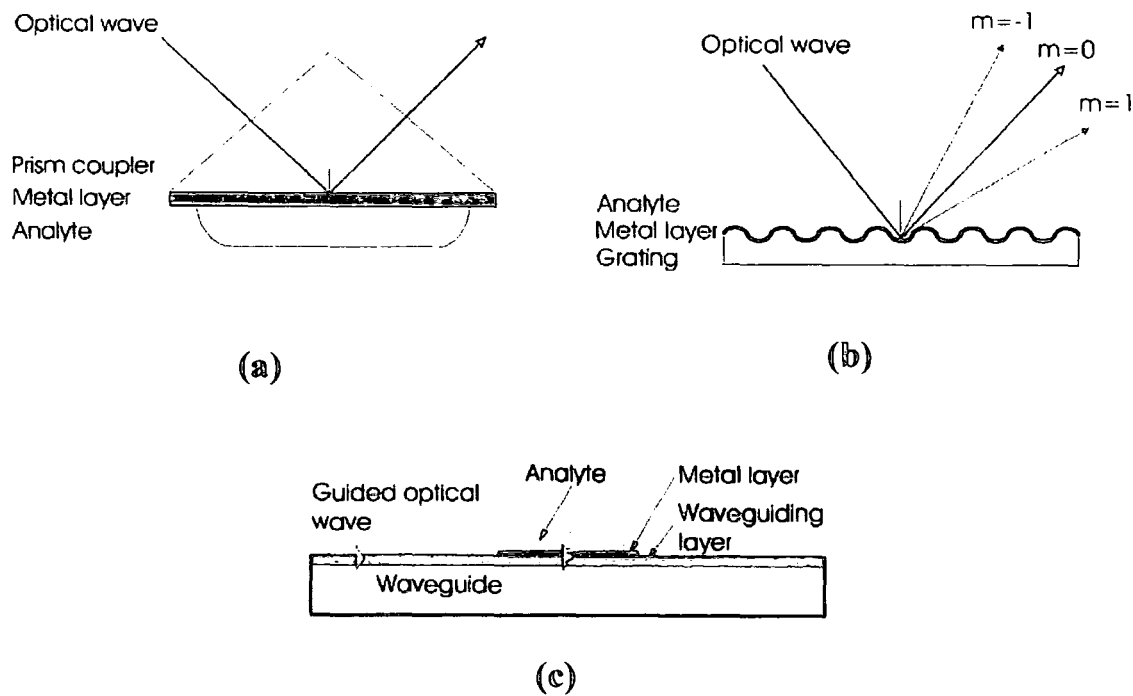 Optical wave
Prism coupler
Metal layer
Analyte
(a)
m=-1
Optical wave
m=0
m=1
Analyte
Metal layer
Grating
(b)
Analyte
Metal layer
Guided optical
wave
Waveguiding
layer
Waveguide
(c)